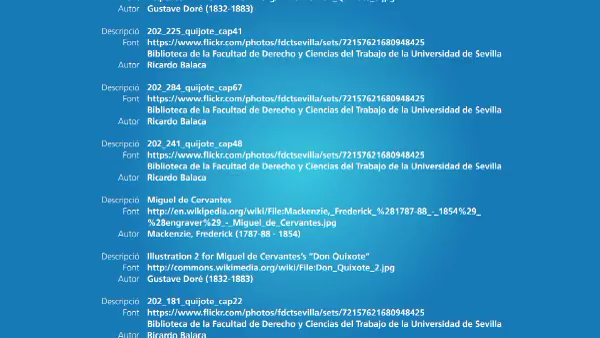 Autor Gustave Doré (1832-1883)
Descripció 202_225_quijote_cap41
Font https://www.flickr.com/photos/fdctsevilla/sets/72157621680948425
Biblioteca de la Facultad de Derecho y Ciencias del Trabajo de la Universidad de Sevilla
Autor Ricardo Balaca
Descripció 202_284_quijote_cap67
Font https://www.flickr.com/photos/fdctsevilla/sets/72157621680948425
Biblioteca de la Facultad de Derecho y Ciencias del Trabajo de la Universidad de Sevilla
Autor Ricardo Balaca
Descripció 202_241_quijote_cap48
Font https://www.flickr.com/photos/fdctsevilla/sets/72157621680948425
Biblioteca de la Facultad de Derecho y Ciencias del Trabajo de la Universidad de Sevilla
Autor Ricardo Balaca
Descripció Miguel de Cervantes
Font http://en.wikipedia.org/wiki/File:Mackenzie,_Frederick_%281787-88_-_1854%29_
%28engraver%29_-_Miguel_de_Cervantes.jpg
Autor Mackenzie, Frederick (1787-88 - 1854)
Descripció Illustration 2 for Miguel de Cervantes's "Don Quixote"
Font http://commons.wikimedia.org/wiki/File:Don_Quixote_2.jpg
Autor Gustave Doré (1832-1883)
Descripció 202_181_quijote_cap22
Font https://www.flickr.com/photos/fdctsevilla/sets/72157621680948425
Biblioteca de la Facultad de Derecho y Ciencias del Trabajo de la Universidad de Sevilla
Autor Ricardo Balaca